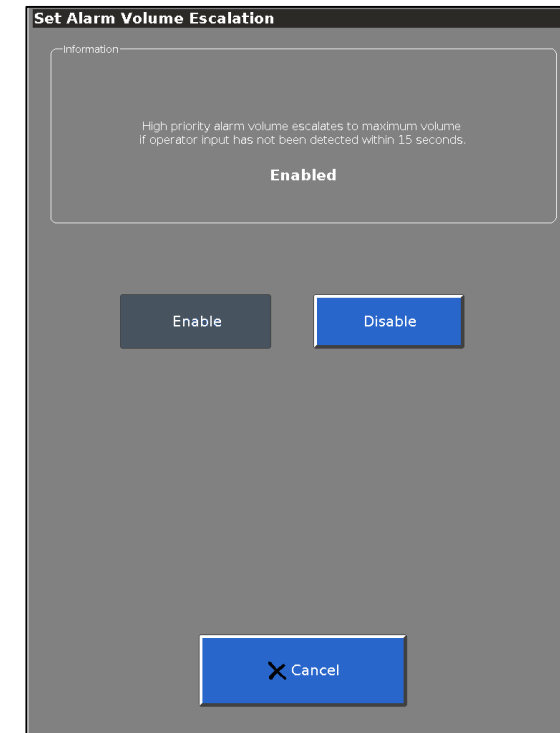 Set Alarm Volume Escalation
Information
High priority alarm volume escalates to maximum volume
if operator input has not been detected within 15 seconds.
Enabled
Enable
Disable
Cancel